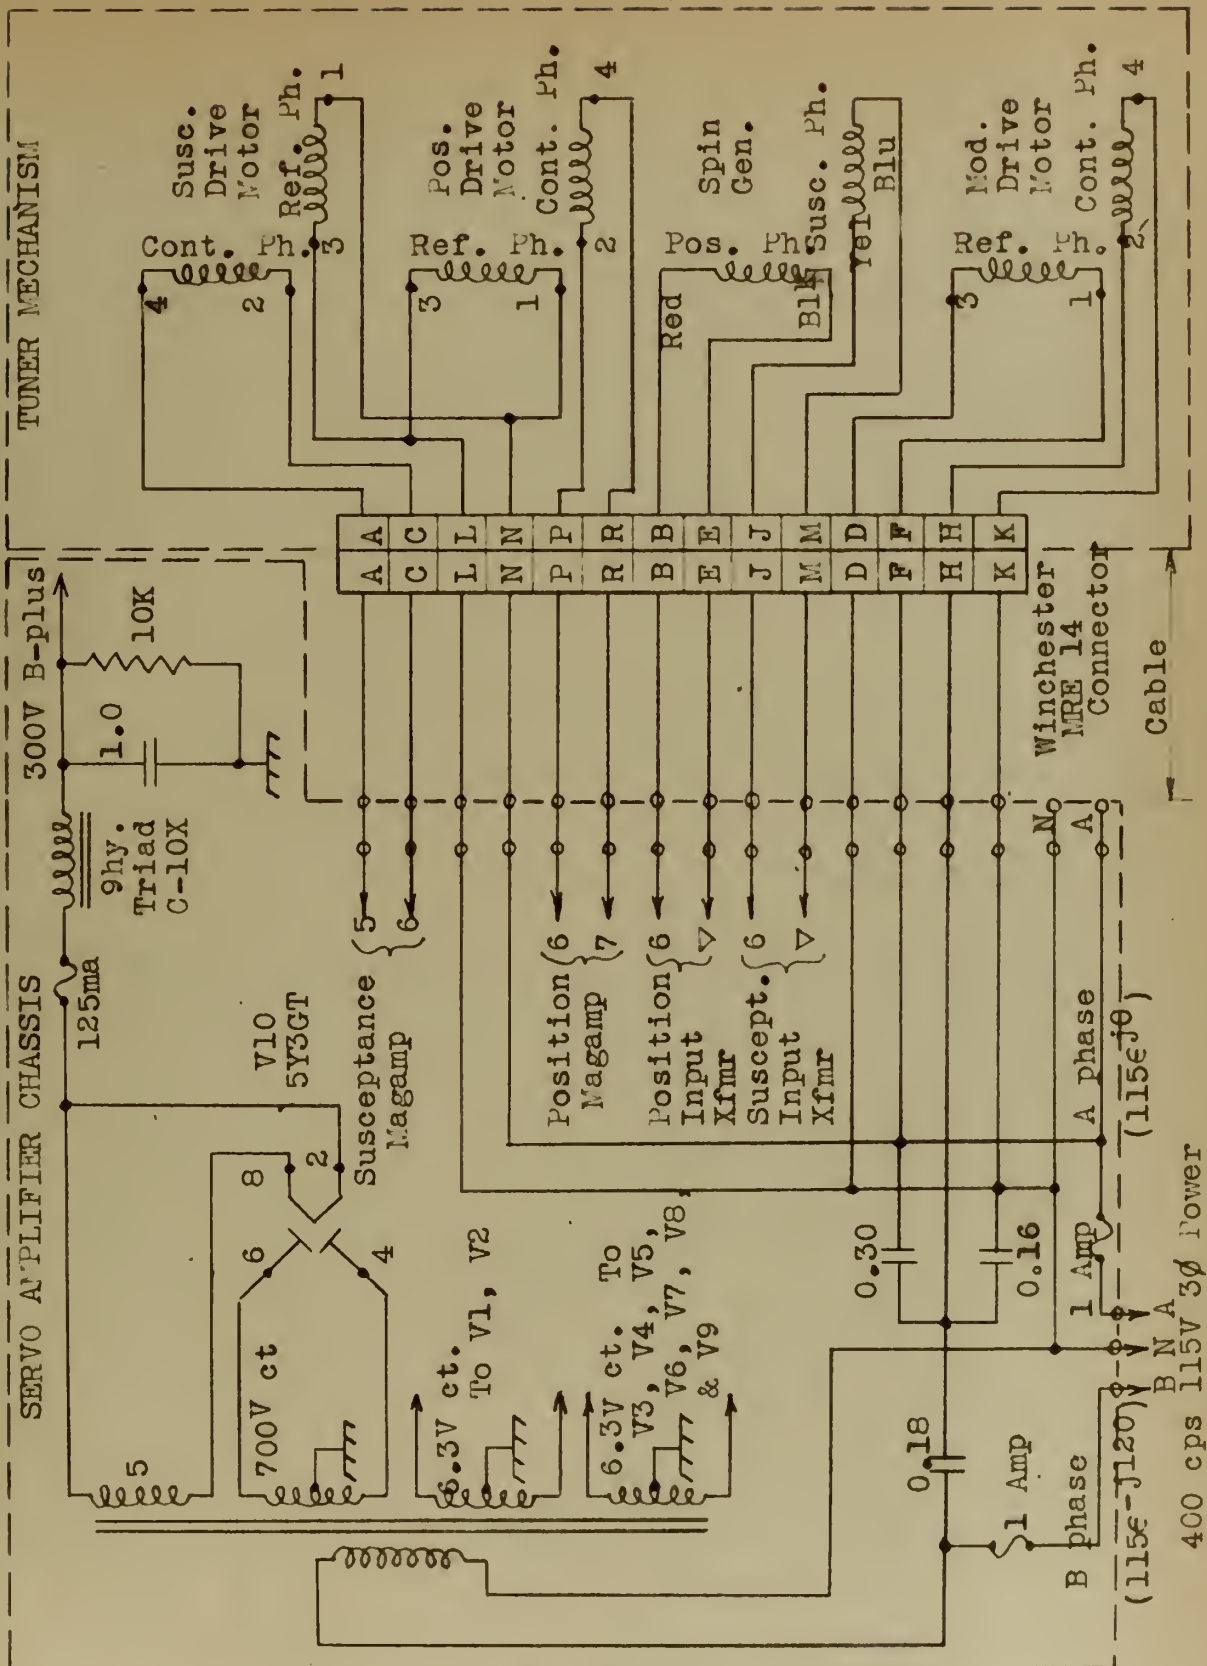 TUNER MECHANISM
Susc.
Drive
Motor
Cont. Ph.
Ref. Ph.
4
2
3
1
Pos.
Drive
Motor
Ref. Ph.
Cont. Ph.
3
1
2
4
Spin
Gen.
Pos. Ph.
Susc. Ph.
Red
Blk
Yel
Blu
Mod.
Drive
Motor
Ref. Ph.
Cont. Ph.
3
1
2
4
A A
C C
L L
N N
P P
R R
B B
E E
J J
M M
D D
F F
H H
K K
Winchester
MRE 14
Connector
Cable
SERVO AMPLIFIER CHASSIS
300V B-plus
10K
1.0
9hy.
Triad
C-10X
125ma
V10
5Y3GT
8
2
6
4
5
700V ct
6.3V ct.
To V1, V2
6.3V ct. To
V3, V4, V5,
V6, V7, V8,
& V9
Susceptance
Magamp
5
6
Position
Magamp
6
7
Position
Input
Xfmr
6
▽
Suscept.
Input
Xfmr
6
▽
N
A
A phase
(115ϵ^jθ)
0.30
0.16
0.18
1 Amp
1 Amp
B phase
(115ϵ-j120)
B N A
400 cps 115V 3ø Power